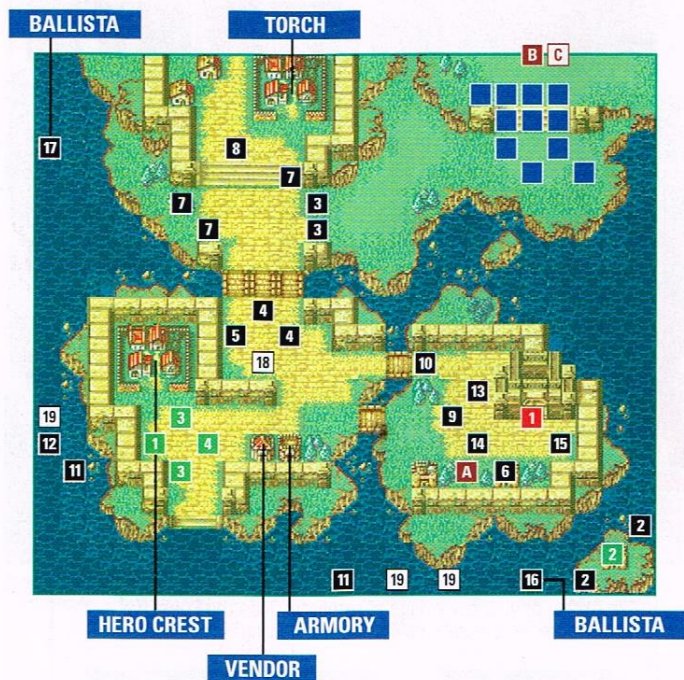 BALLISTA TORCH
B C
17 8
7
7 3
7 3
4
5 4
18 10
13
19 3 9 1
12 1 4 14 15
11 3 A 6
2
2
11 19 19 16 2
HERO CREST ARMORY BALLISTA
VENDOR